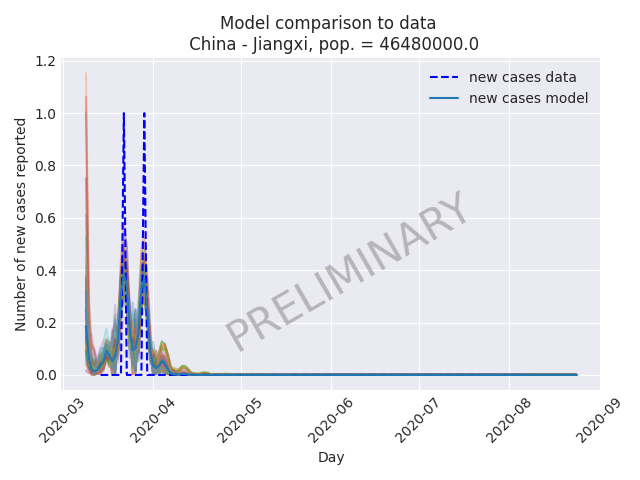 Model comparison to data
China - Jiangxi, pop. = 46480000.0
new cases data
new cases model
Number of new cases reported
1.2
1.0
0.8
0.6
0.4
0.2
0.0
PRELIMINARY
2020-03
2020-04
2020-05
2020-06
2020-07
2020-08
2020-09
Day